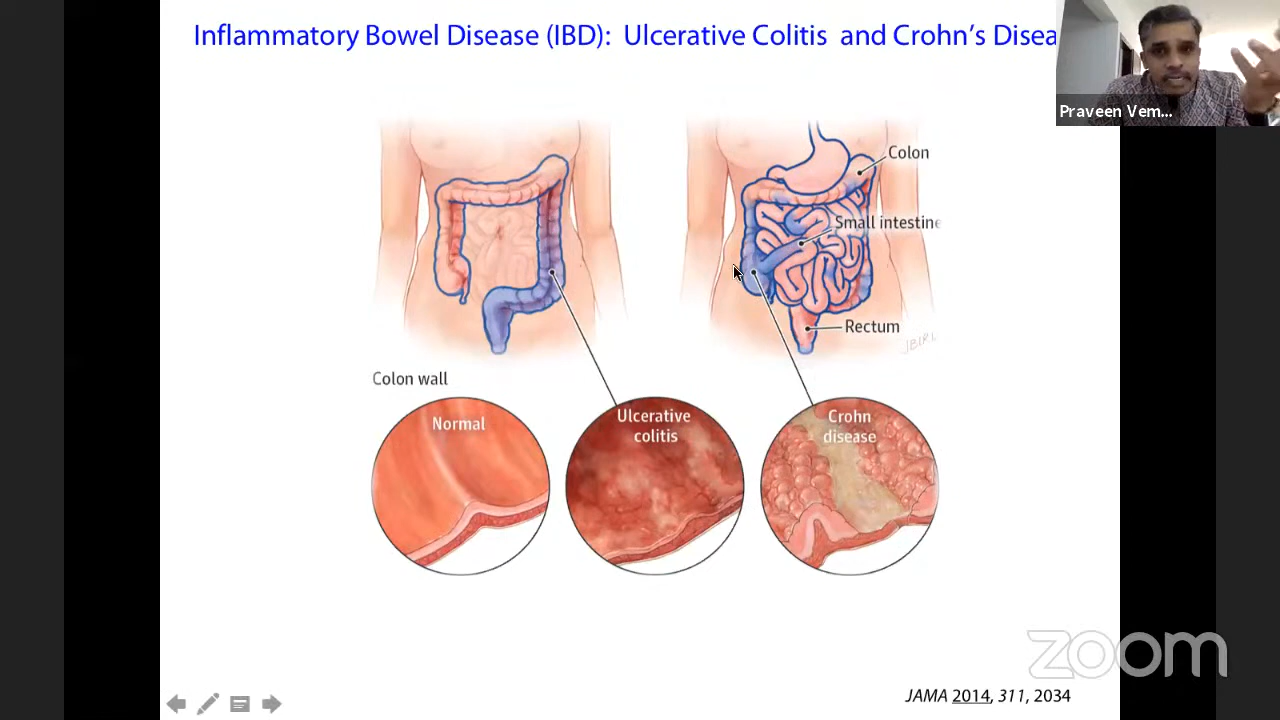 Inflammatory Bowel Disease (IBD):  Ulcerative Colitis  and Crohn's Disea
Praveen Vem...
Colon
Small intestine
Rectum
Colon wall
Normal
Ulcerative
colitis
Crohn
disease
zoom
JAMA 2014, 311, 2034